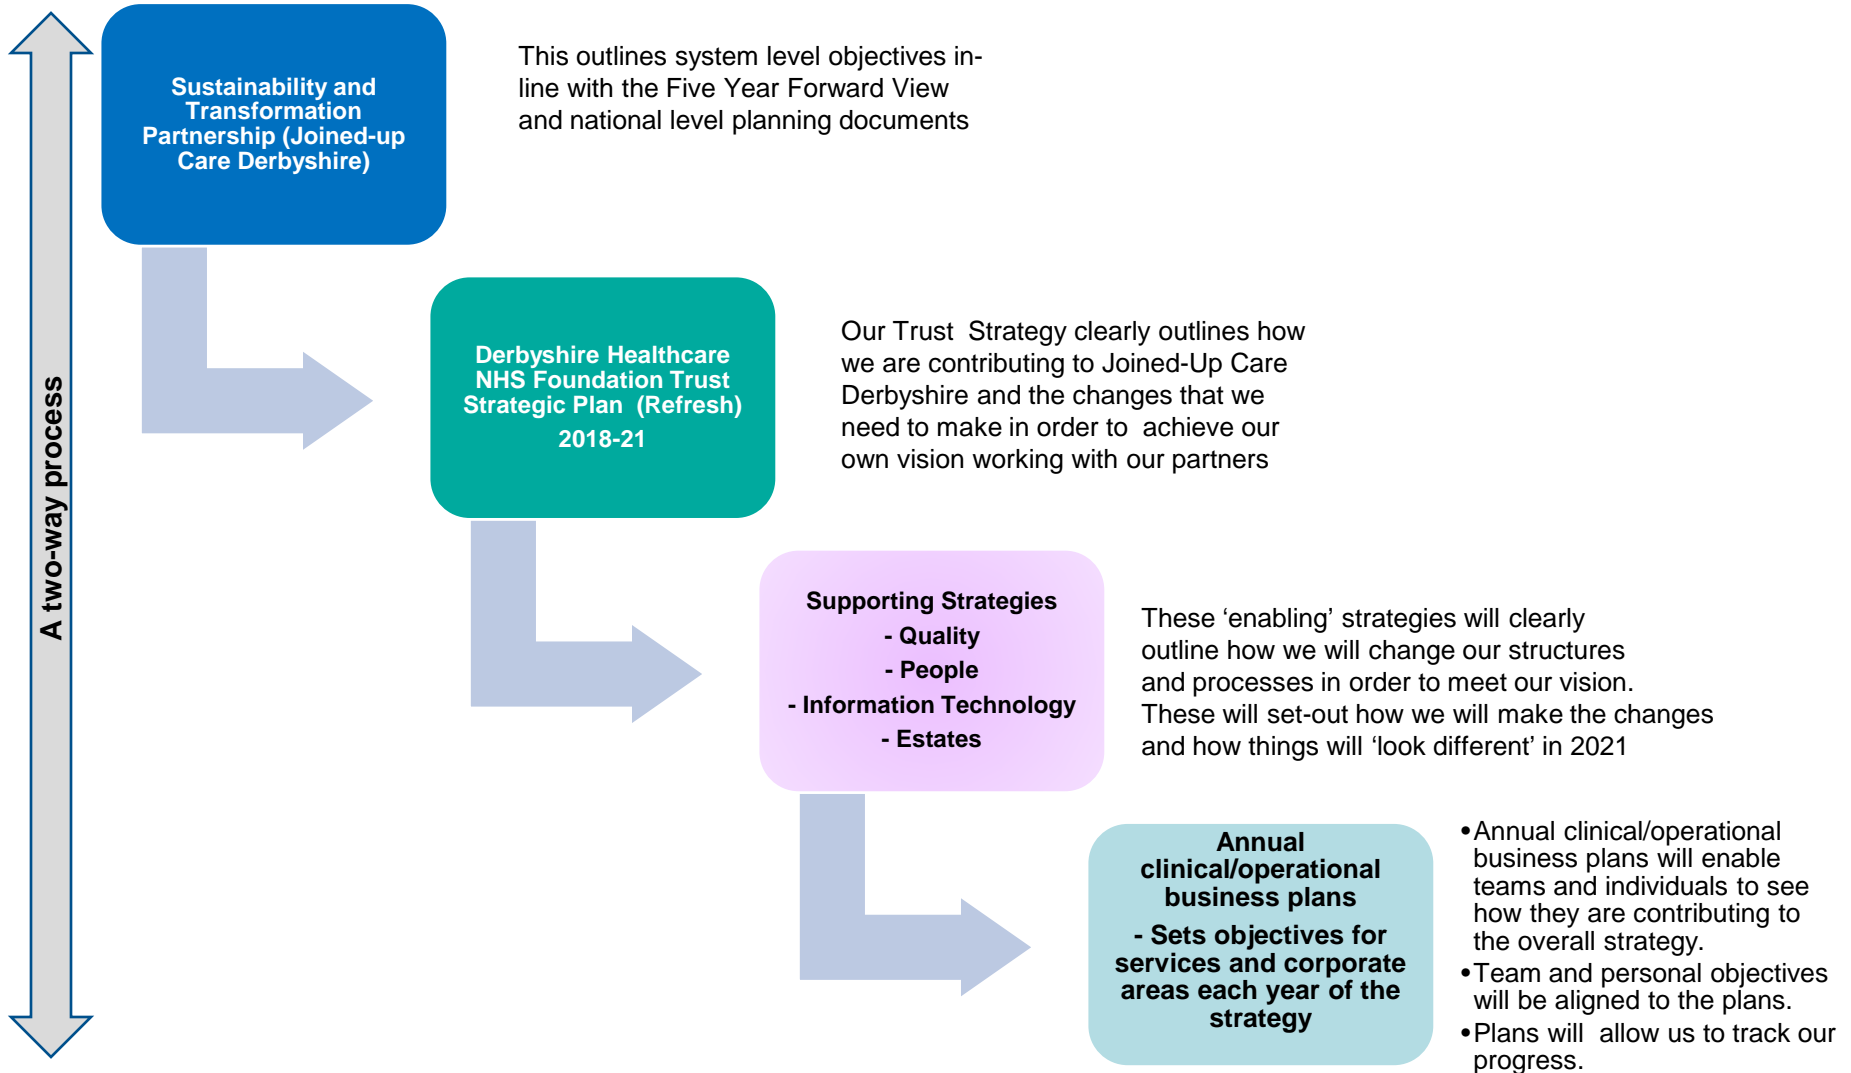 A two-way process
Sustainability and
Transformation
Partnership (Joined-up
Care Derbyshire)
This outlines system level objectives in-
line with the Five Year Forward View
and national level planning documents
Derbyshire Healthcare
NHS Foundation Trust
Strategic Plan (Refresh)
2018-21
Our Trust Strategy clearly outlines how
we are contributing to Joined-Up Care
Derbyshire and the changes that we
need to make in order to achieve our
own vision working with our partners
Supporting Strategies
- Quality
- People
- Information Technology
- Estates
These ‘enabling’ strategies will clearly
outline how we will change our structures
and processes in order to meet our vision.
These will set-out how we will make the changes
and how things will ‘look different’ in 2021
Annual
clinical/operational
business plans
- Sets objectives for
services and corporate
areas each year of the
strategy
•Annual clinical/operational
business plans will enable
teams and individuals to see
how they are contributing to
the overall strategy.
•Team and personal objectives
will be aligned to the plans.
•Plans will allow us to track our
progress.